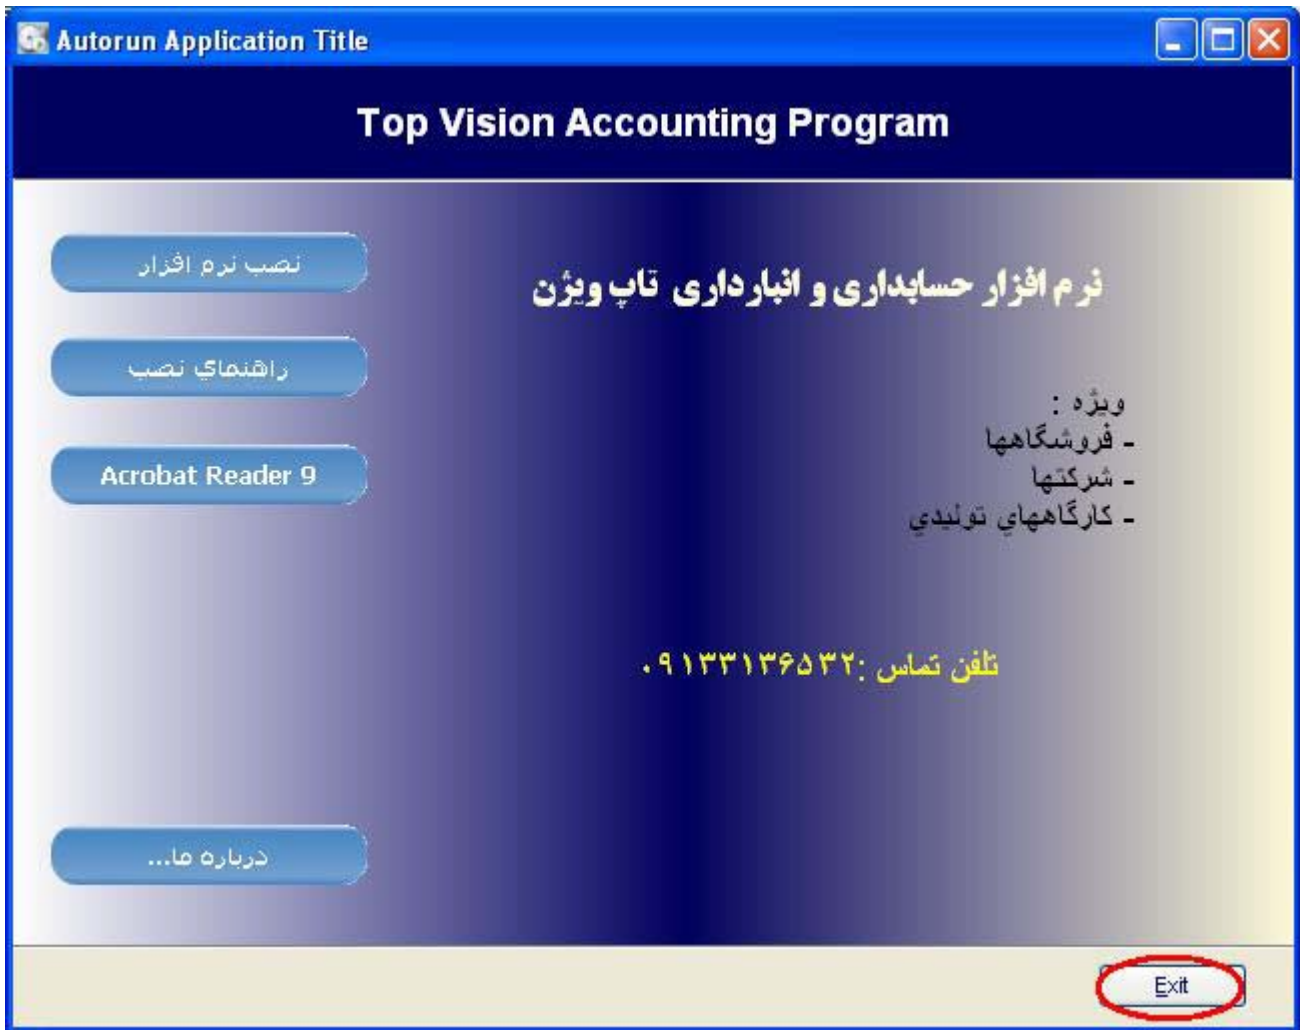 Autorun Application Title
Top Vision Accounting Program
نصب نرم افزار
راهنماي نصب
Acrobat Reader 9
درباره ما...
نرم افزار حسابداری و انبارداری تاپ ویژن
ویژه :
- فروشگاهها
- شرکتها
- کارگاههاي توليدي
تلفن تماس :۰۹۱۳۳۱۳۶۵۳۲
Exit